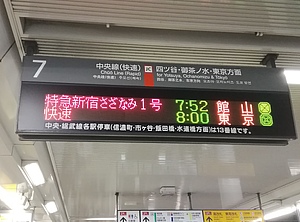 7
中央線(快速)
Chūō Line (Rapid)
四ツ谷・御茶ノ水・東京方面
for Yotsuya, Ochanomizu & Tokyo
特急新宿さざなみ1号 7:52 館山
快速 8:00 東京
中央・総武線各駅停車(信濃町・市ヶ谷・飯田橋・水道橋方面)は13番線です。